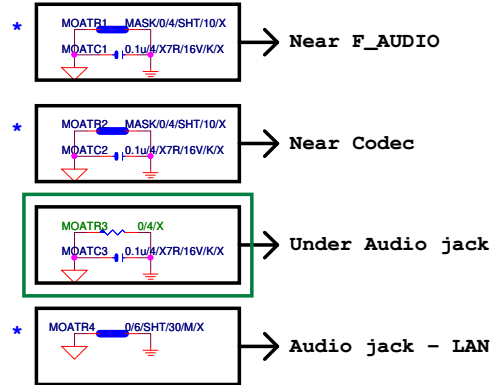 * MOATR1 MASK/0/4/SHT/10/X
MOATC1 0.1u/4/X7R/16V/K/X
Near F_AUDIO
* MOATR2 MASK/0/4/SHT/10/X
MOATC2 0.1u/4/X7R/16V/K/X
Near Codec
MOATR3 0/4/X
MOATC3 0.1u/4/X7R/16V/K/X
Under Audio jack
* MOATR4 0/6/SHT/30/M/X
Audio jack – LAN